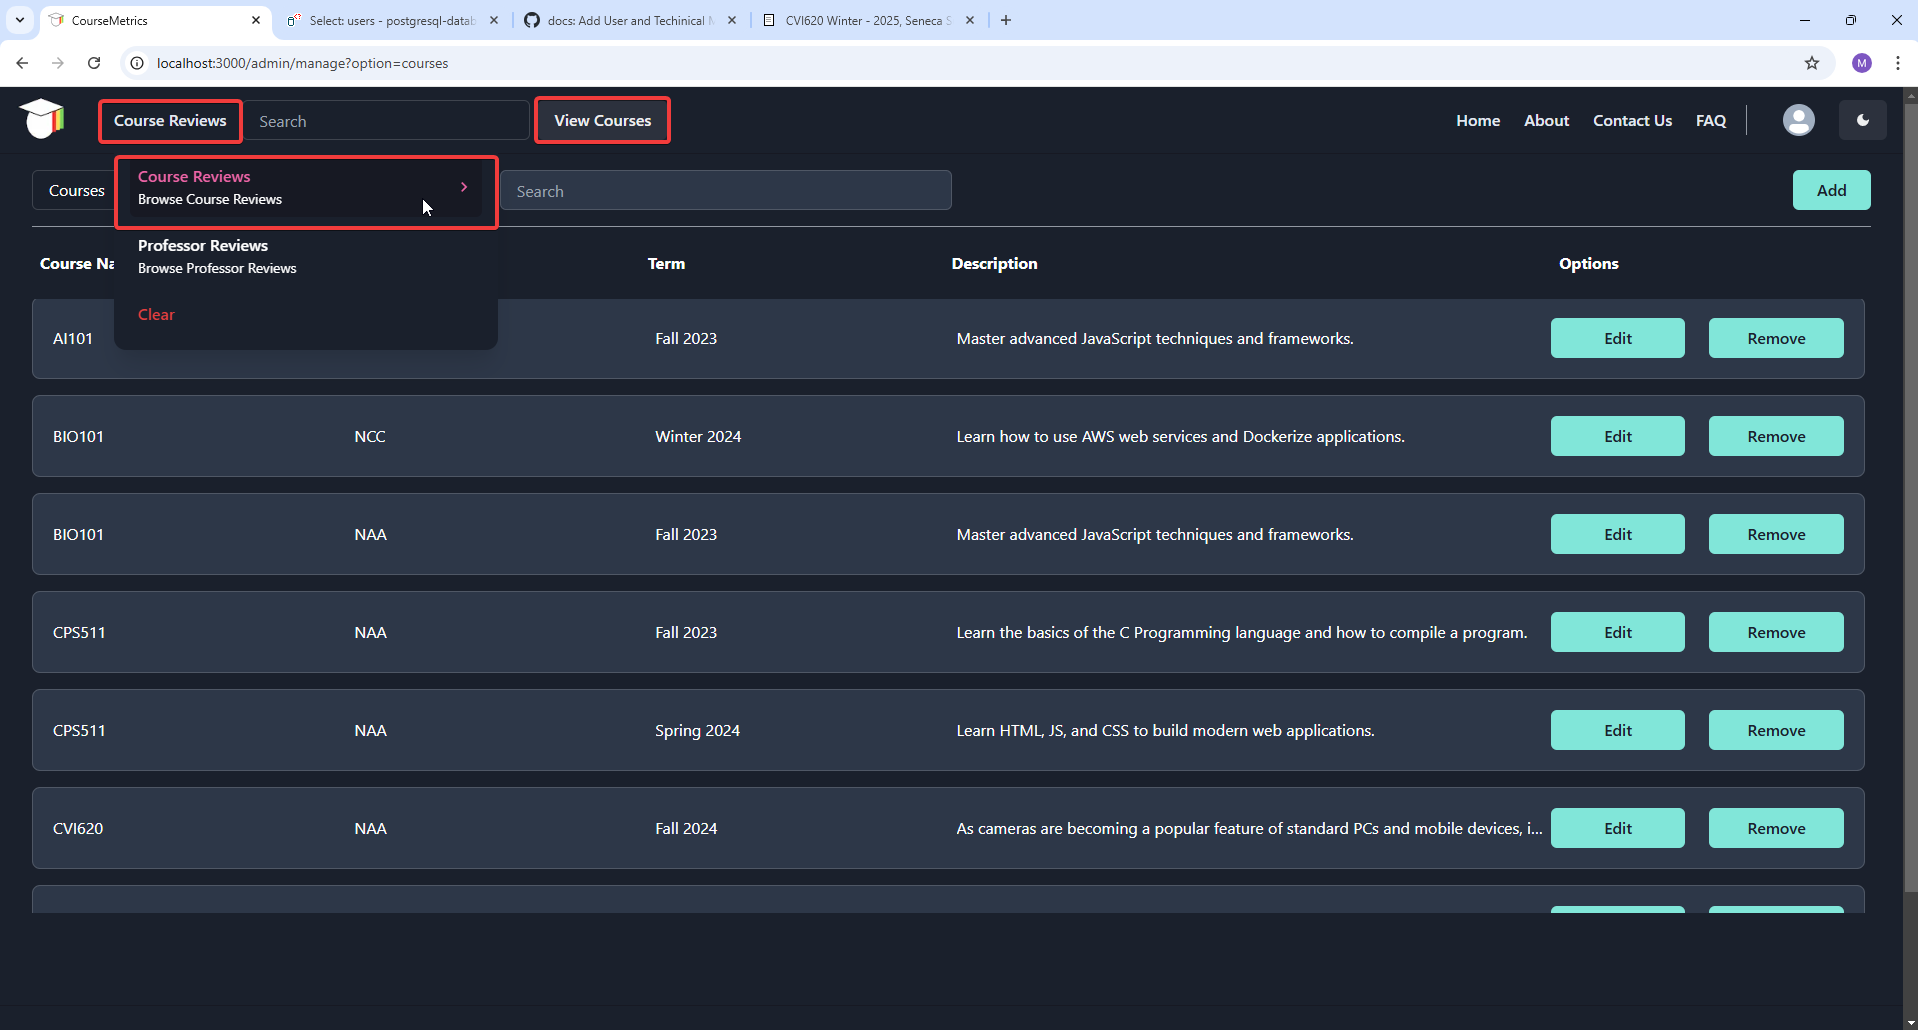 CourseMetrics
Select: users - postgresql-datab
docs: Add User and Techinical M
CVI620 Winter - 2025, Seneca S
localhost:3000/admin/manage?option=courses
M
Course Reviews
Search
View Courses
Home
About
Contact Us
FAQ
Course Reviews
Browse Course Reviews
Courses
Search
Add
Professor Reviews
Browse Professor Reviews
Clear
Course Na
Term
Description
Options
AI101 Fall 2023 Master advanced JavaScript techniques and frameworks. Edit Remove
BIO101 NCC Winter 2024 Learn how to use AWS web services and Dockerize applications. Edit Remove
BIO101 NAA Fall 2023 Master advanced JavaScript techniques and frameworks. Edit Remove
CPS511 NAA Fall 2023 Learn the basics of the C Programming language and how to compile a program. Edit Remove
CPS511 NAA Spring 2024 Learn HTML, JS, and CSS to build modern web applications. Edit Remove
CVI620 NAA Fall 2024 As cameras are becoming a popular feature of standard PCs and mobile devices, i... Edit Remove